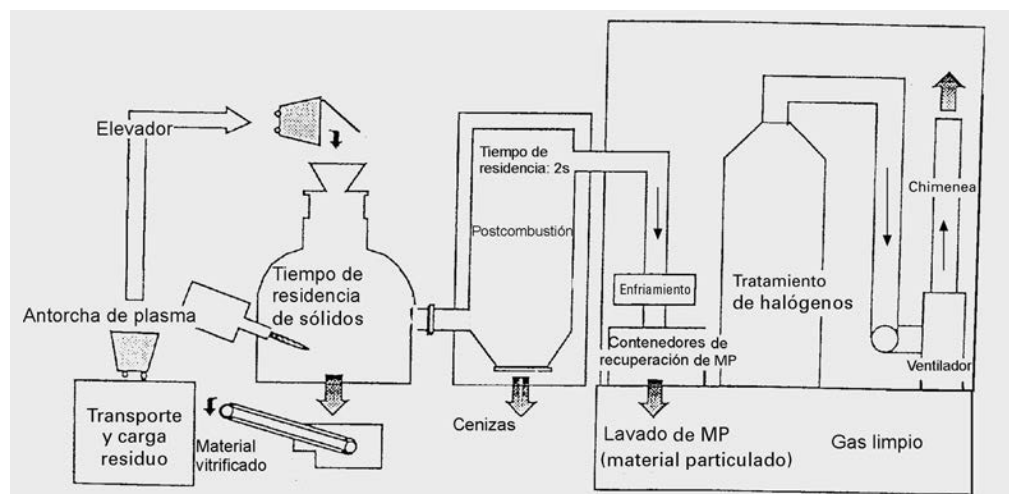 Elevador
Antorcha de plasma
Transporte
y carga
residuo
Tiempo de
residencia
de sólidos
Material
vitrificado
Tiempo de
residencia: 2s
Postcombustión
Cenizas
Enfriamiento
Contenedores de
recuperación de MP
Lavado de MP
(material particulado)
Tratamiento
de halógenos
Chimenea
Ventilador
Gas limpio